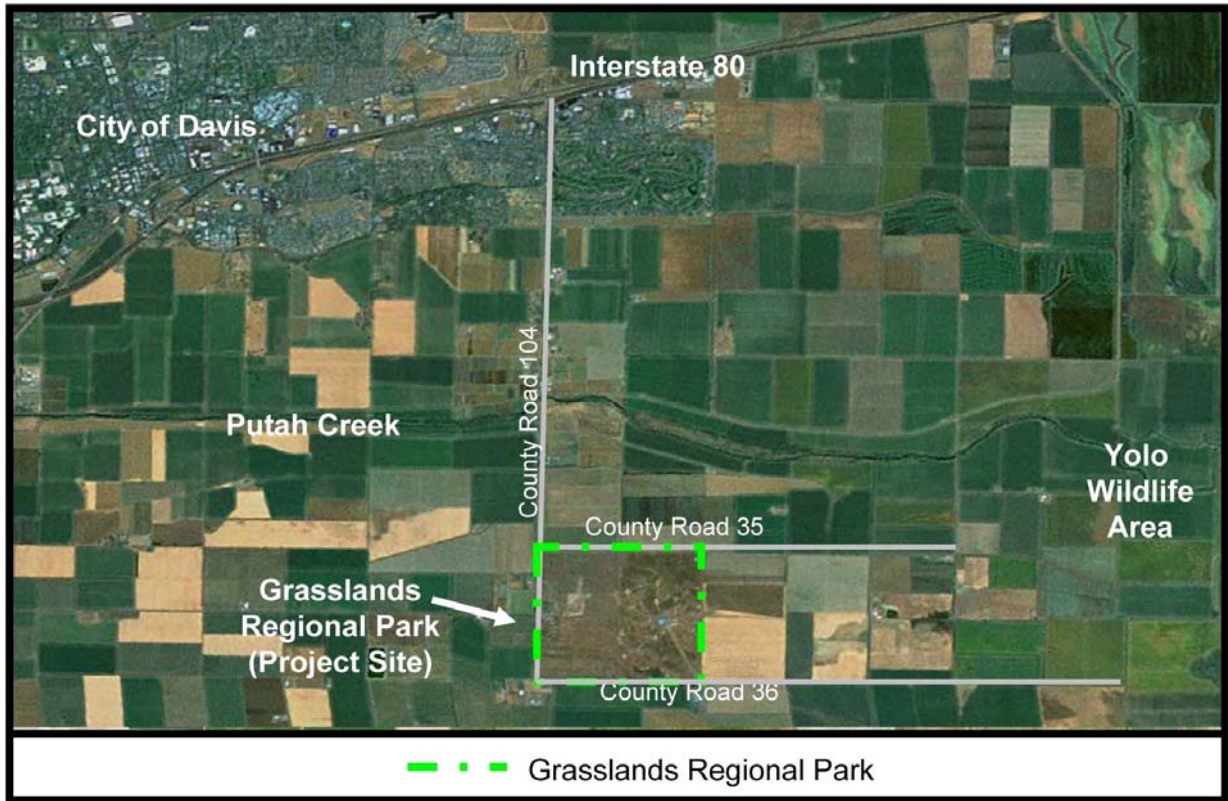 Interstate 80
City of Davis
County Road 104
Putah Creek
Yolo
Wildlife
Area
County Road 35
Grasslands
Regional Park
(Project Site)
County Road 36
Grasslands Regional Park